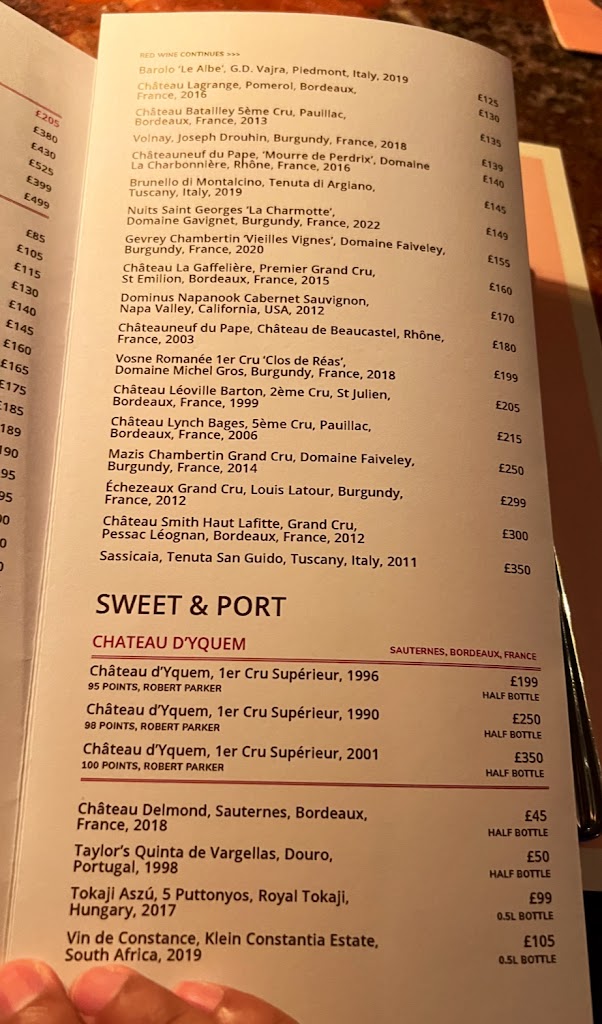 £205
£380
£430
£525
£399
£499
£85
£105
£115
£130
£140
£145
£160
£165
£175
185
189
RED WINE CONTINUES >>>
Barolo 'Le Albe', G.D. Vajra, Piedmont, Italy, 2019 £125
Château Lagrange, Pomerol, Bordeaux,
France, 2016 £130
Château Batailley 5ème Cru, Pauillac,
Bordeaux, France, 2013 £135
Volnay, Joseph Drouhin, Burgundy, France, 2018 £139
Châteauneuf du Pape, 'Mourre de Perdrix', Domaine
La Charbonnière, Rhône, France, 2016 £140
Brunello di Montalcino, Tenuta di Argiano,
Tuscany, Italy, 2019 £145
Nuits Saint Georges 'La Charmotte',
Domaine Gavignet, Burgundy, France, 2022 £149
Gevrey Chambertin 'Vieilles Vignes', Domaine Faiveley,
Burgundy, France, 2020 £155
Château La Gaffelière, Premier Grand Cru,
St Emilion, Bordeaux, France, 2015 £160
Dominus Napanook Cabernet Sauvignon,
Napa Valley, California, USA, 2012 £170
Châteauneuf du Pape, Château de Beaucastel, Rhône,
France, 2003 £180
Vosne Romanée 1er Cru 'Clos de Réas',
Domaine Michel Gros, Burgundy, France, 2018 £199
Château Léoville Barton, 2ème Cru, St Julien,
Bordeaux, France, 1999 £205
Château Lynch Bages, 5ème Cru, Pauillac,
Bordeaux, France, 2006 £215
Mazis Chambertin Grand Cru, Domaine Faiveley,
Burgundy, France, 2014 £250
Échezeaux Grand Cru, Louis Latour, Burgundy,
France, 2012 £299
Château Smith Haut Lafitte, Grand Cru,
Pessac Léognan, Bordeaux, France, 2012 £300
Sassicaia, Tenuta San Guido, Tuscany, Italy, 2011 £350
SWEET & PORT
CHATEAU D'YQUEM SAUTERNES, BORDEAUX, FRANCE
Château d'Yquem, 1er Cru Supérieur, 1996 £199
95 POINTS, ROBERT PARKER HALF BOTTLE
Château d'Yquem, 1er Cru Supérieur, 1990 £250
98 POINTS, ROBERT PARKER HALF BOTTLE
Château d'Yquem, 1er Cru Supérieur, 2001 £350
100 POINTS, ROBERT PARKER HALF BOTTLE
Château Delmond, Sauternes, Bordeaux, £45
France, 2018 HALF BOTTLE
Taylor's Quinta de Vargellas, Douro, £50
Portugal, 1998 HALF BOTTLE
Tokaji Aszú, 5 Puttonyos, Royal Tokaji, £99
Hungary, 2017 0.5L BOTTLE
Vin de Constance, Klein Constantia Estate, £105
South Africa, 2019 0.5L BOTTLE